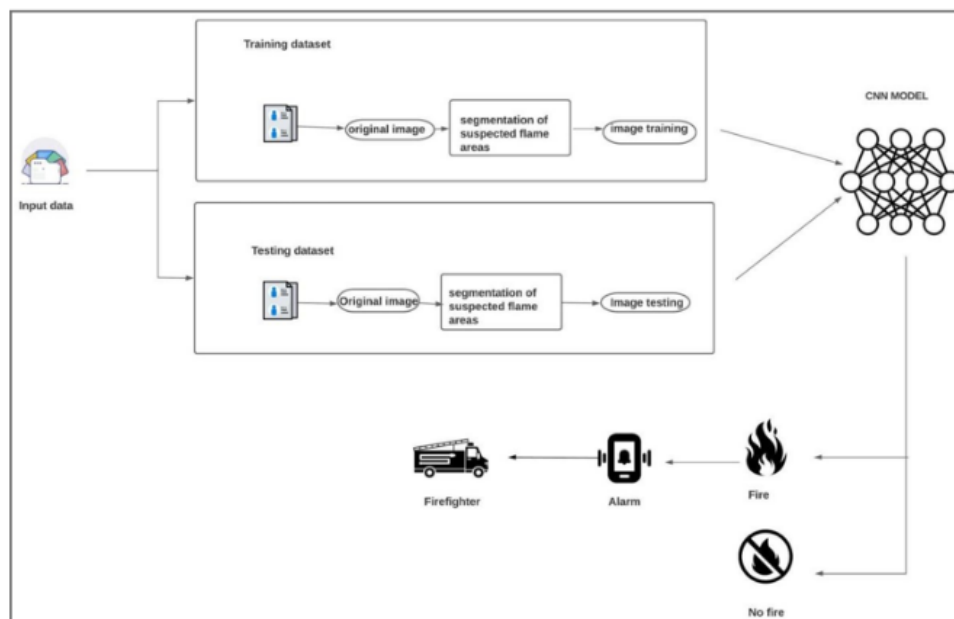 Training dataset
original image
segmentation of
suspected flame
areas
image training
CNN MODEL
Input data
Testing dataset
Original image
segmentation of
suspected flame
areas
Image testing
Firefighter
Alarm
Fire
No fire